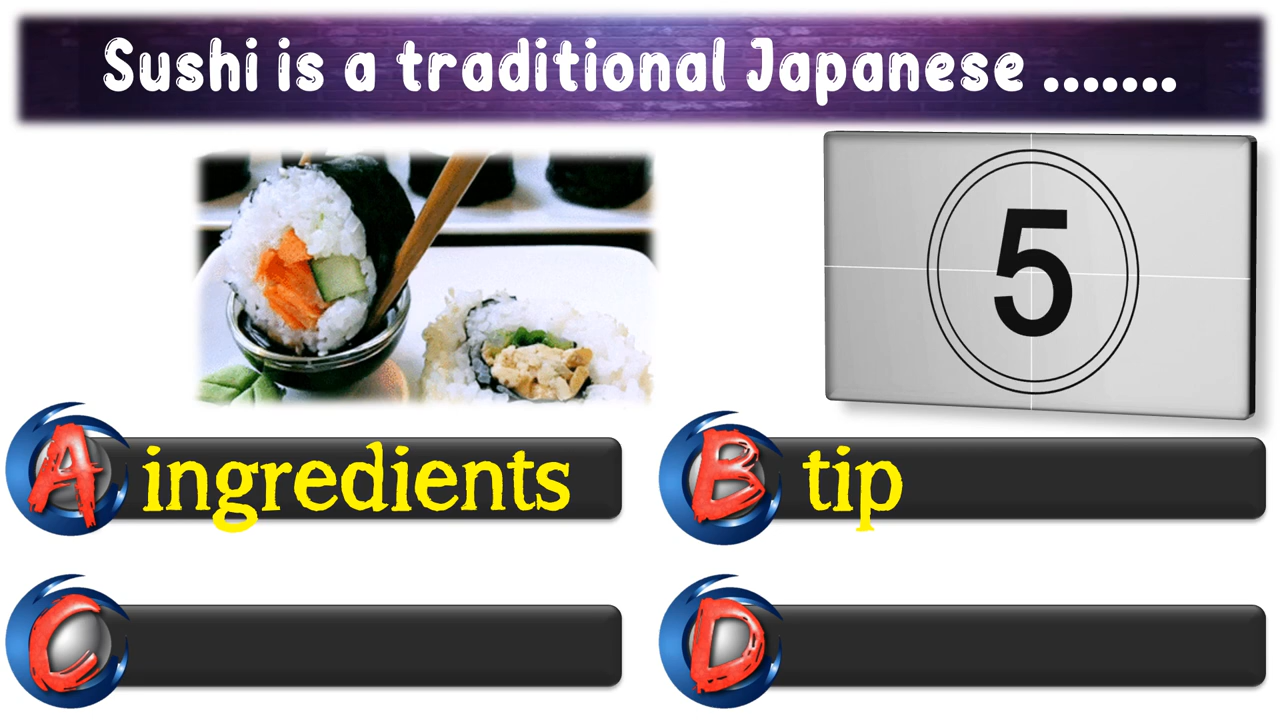 Sushi is a traditional Japanese .......
5
A ingredients
B tip
C
D